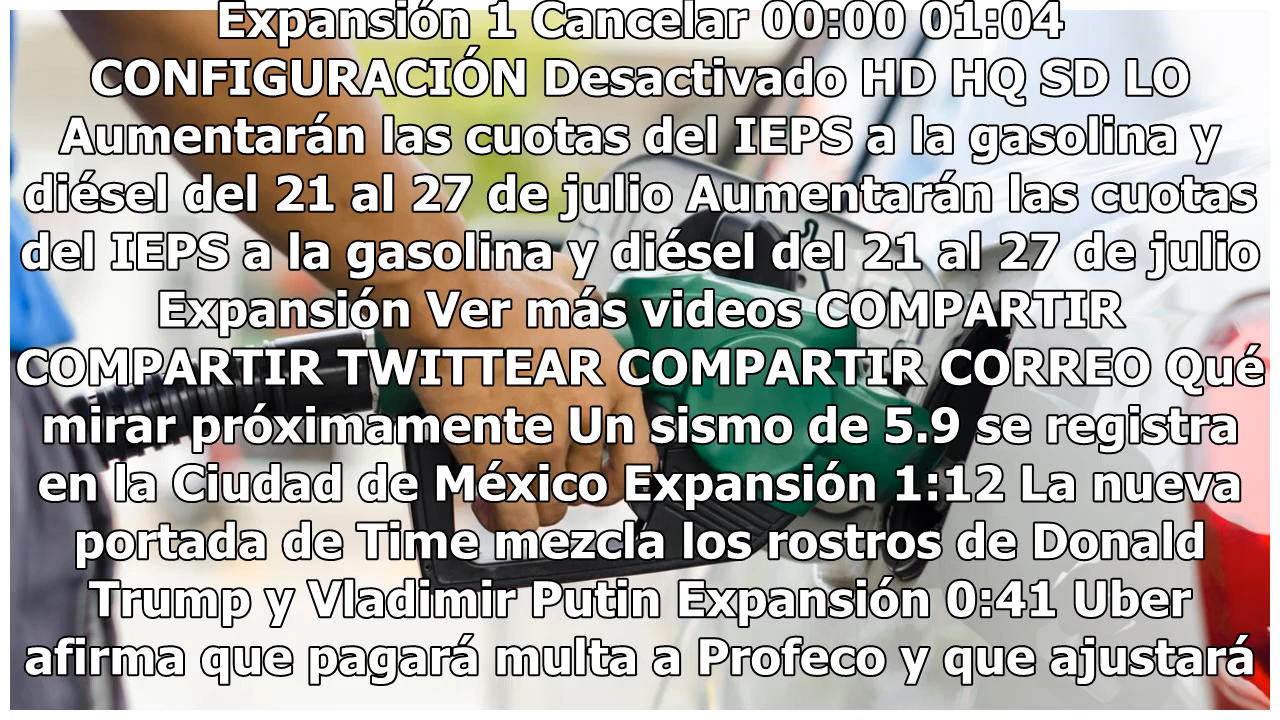 Expansión 1 Cancelar 00:00 01:04
CONFIGURACIÓN Desactivado HD HQ SD LO
Aumentarán las cuotas del IEPS a la gasolina y
diésel del 21 al 27 de julio Aumentarán las cuotas
del IEPS a la gasolina y diésel del 21 al 27 de julio
Expansión Ver más videos COMPARTIR
COMPARTIR TWITTEAR COMPARTIR CORREO Qué
mirar próximamente Un sismo de 5.9 se registra
en la Ciudad de México Expansión 1:12 La nueva
portada de Time mezcla los rostros de Donald
Trump y Vladimir Putin Expansión 0:41 Uber
afirma que pagará multa a Profeco y que ajustará